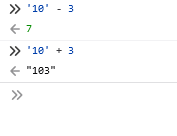 >> '10' - 3
← 7
>> '10' + 3
← "103"
>>